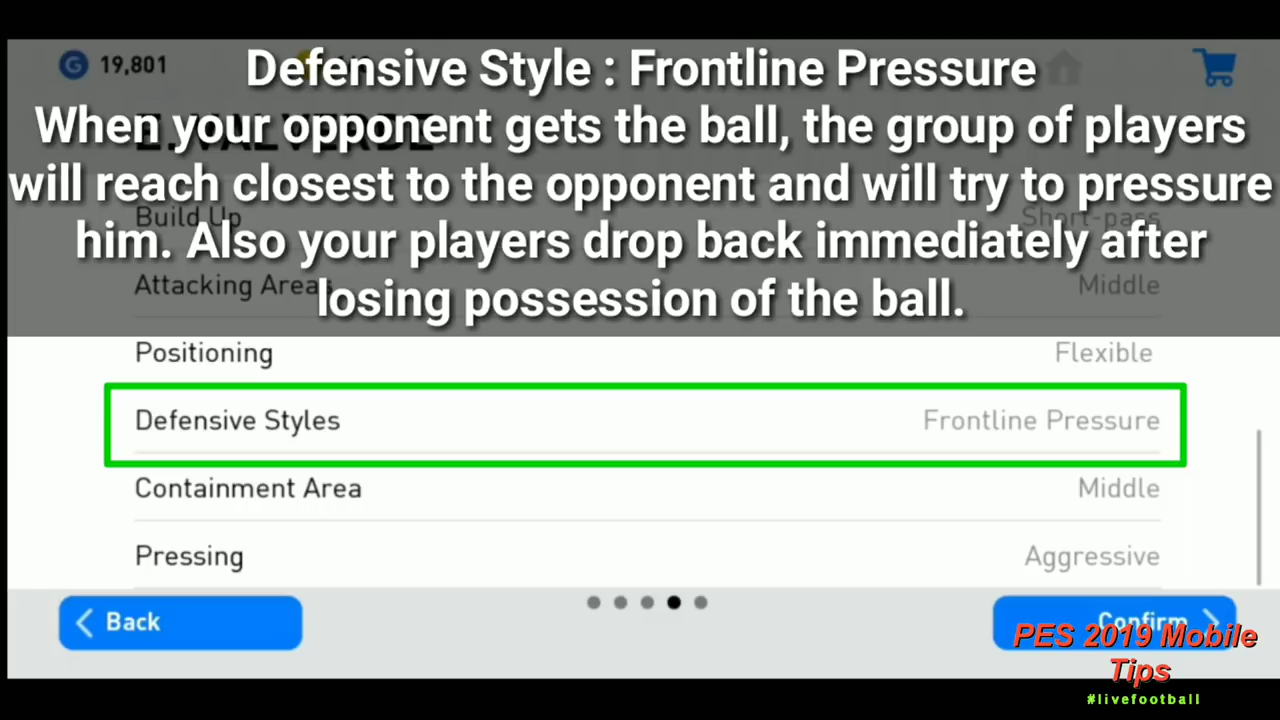 19,801
Defensive Style : Frontline Pressure
When your opponent gets the ball, the group of players
will reach closest to the opponent and will try to pressure
him. Also your players drop back immediately after
losing possession of the ball.
E. VALVERDE
Build Up Short-pass
Attacking Areas Middle
Positioning Flexible
Defensive Styles Frontline Pressure
Containment Area Middle
Pressing Aggressive
Back Confirm
PES 2019 Mobile
Tips
#livefootball